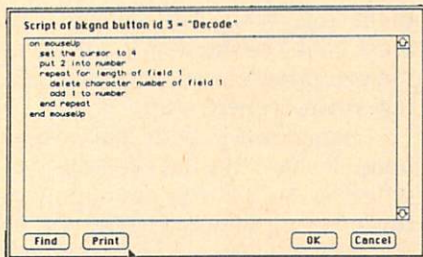 Script of bkgnd button id 3 = "Decode"
on mouseUp
set the cursor to 4
put 2 into number
repeat for length of field 1
delete character number of field 1
add 1 to number
end repeat
end mouseUp
Find Print OK Cancel